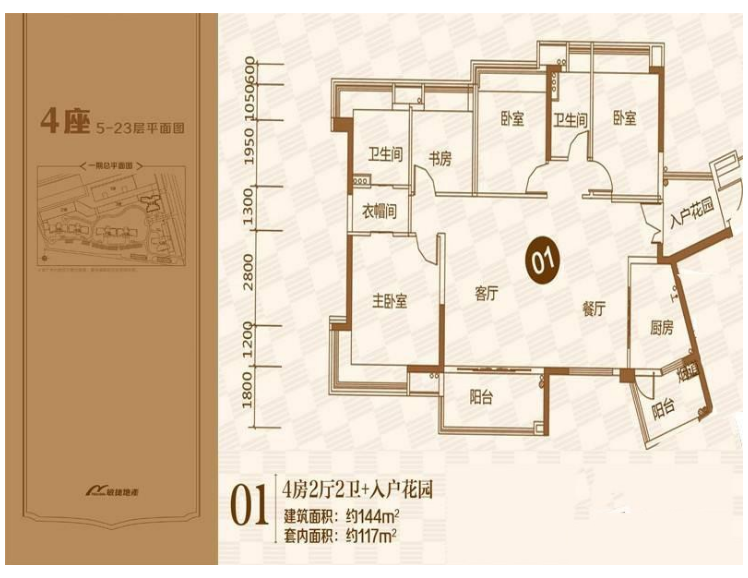 4座 5-23层平面图
一期总平面图
600
1050
1950
1300
2800
1200
1800
卫生间
书房
卧室
卫生间
卧室
衣帽间
入户花园
01
主卧室
客厅
餐厅
厨房
阳台
阳台
01
4房2厅2卫+入户花园
建筑面积：约144m²
套内面积：约117m²